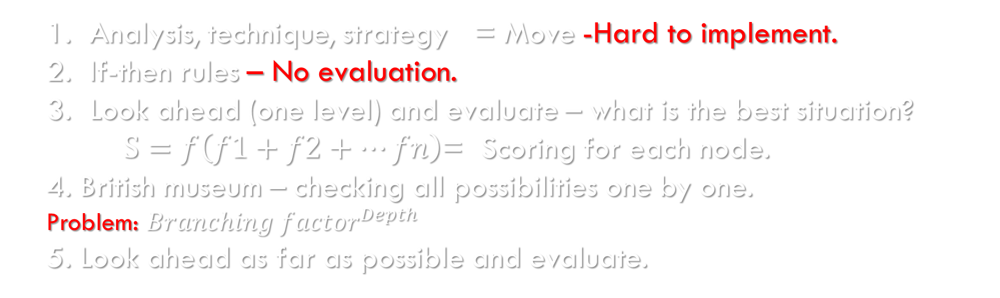 1. Analysis, technique, strategy = Move -Hard to implement.
2. If-then rules – No evaluation.
3. Look ahead (one level) and evaluate – what is the best situation?
S = f(f1 + f2 + ⋯ fn)= Scoring for each node.
4. British museum – checking all possibilities one by one.
Problem: Branching factor^Depth
5. Look ahead as far as possible and evaluate.